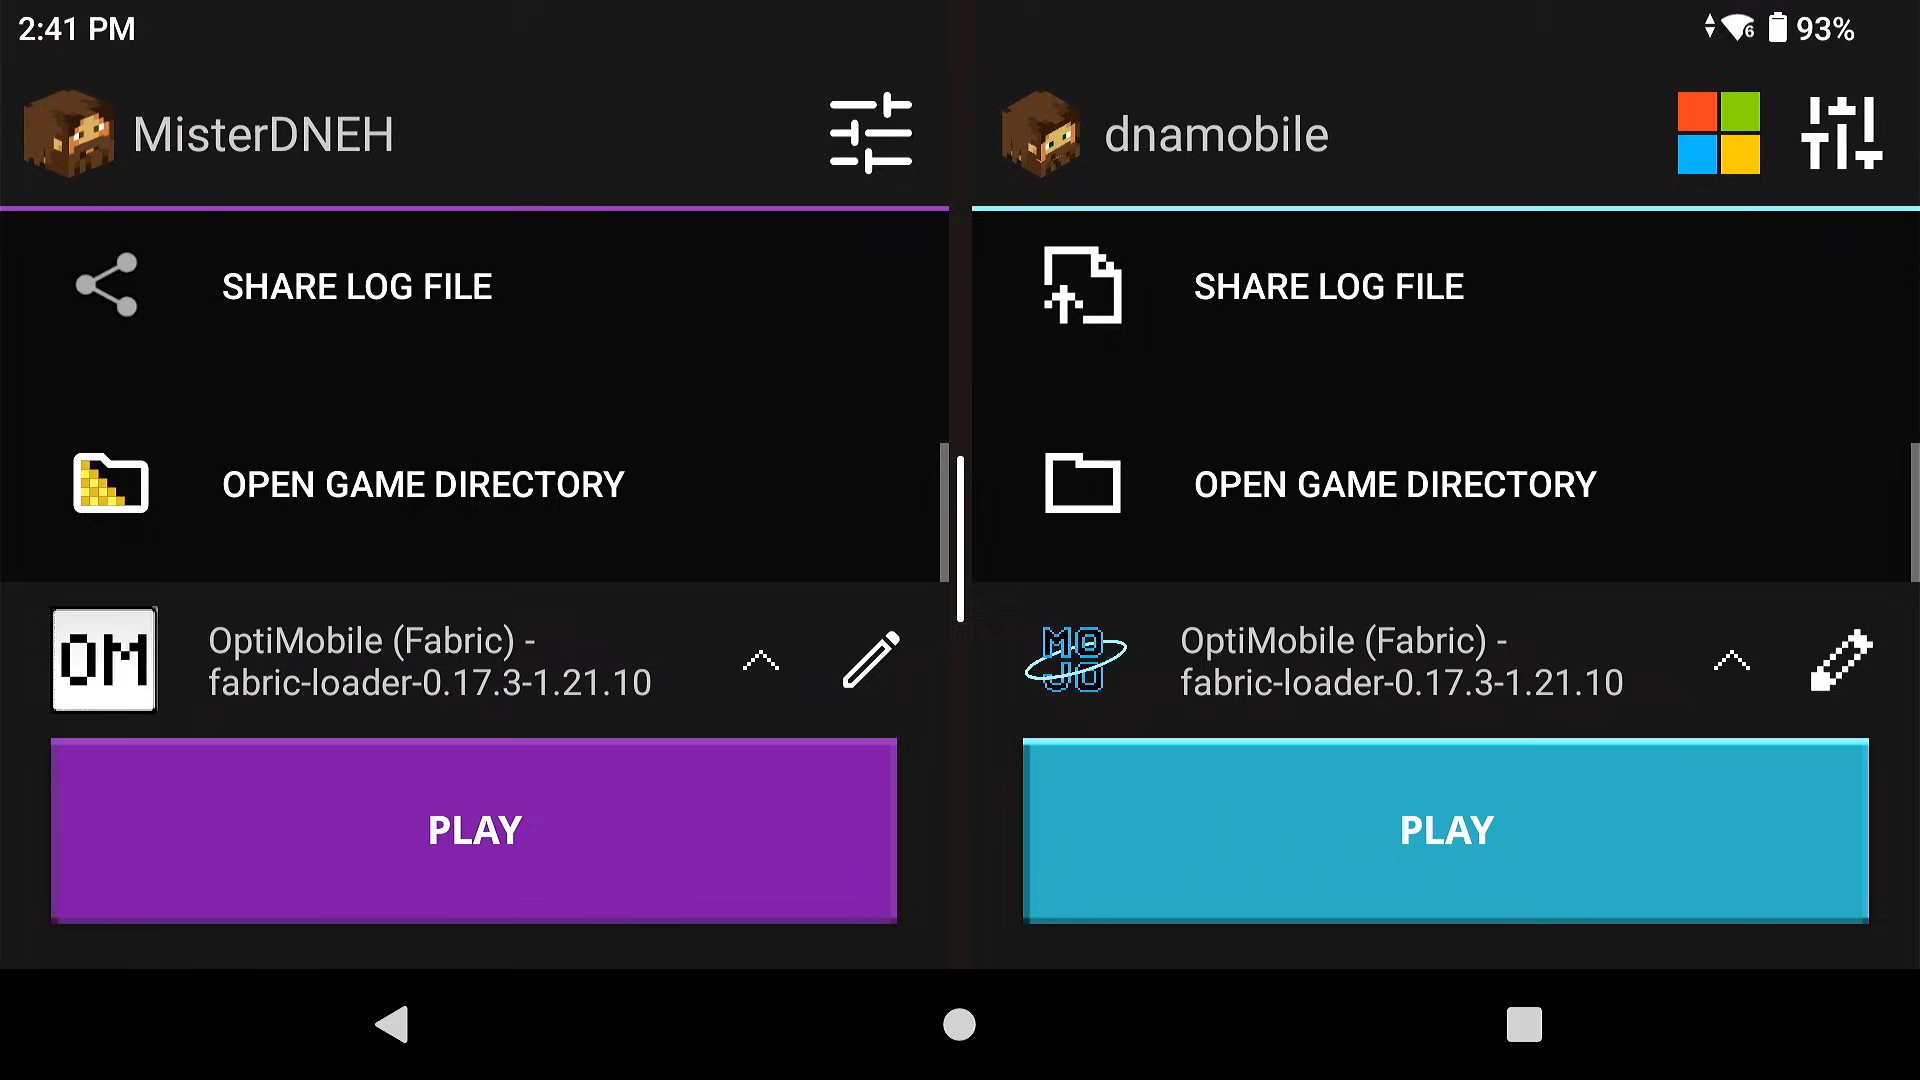 2:41 PM
6 93%
MisterDNEH
SHARE LOG FILE
OPEN GAME DIRECTORY
OM
OptiMobile (Fabric) -
fabric-loader-0.17.3-1.21.10
PLAY
dnamobile
SHARE LOG FILE
OPEN GAME DIRECTORY
MO
JO
OptiMobile (Fabric) -
fabric-loader-0.17.3-1.21.10
PLAY